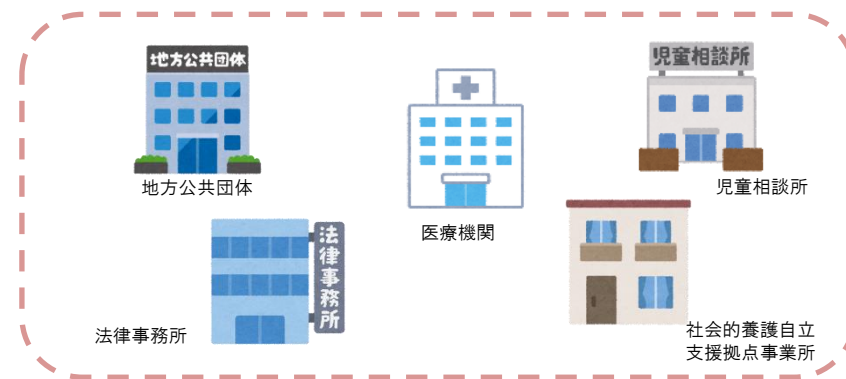 地方公共団体
地方公共団体
児童相談所
児童相談所
医療機関
法律事務所
法律事務所
社会的養護自立
支援拠点事業所